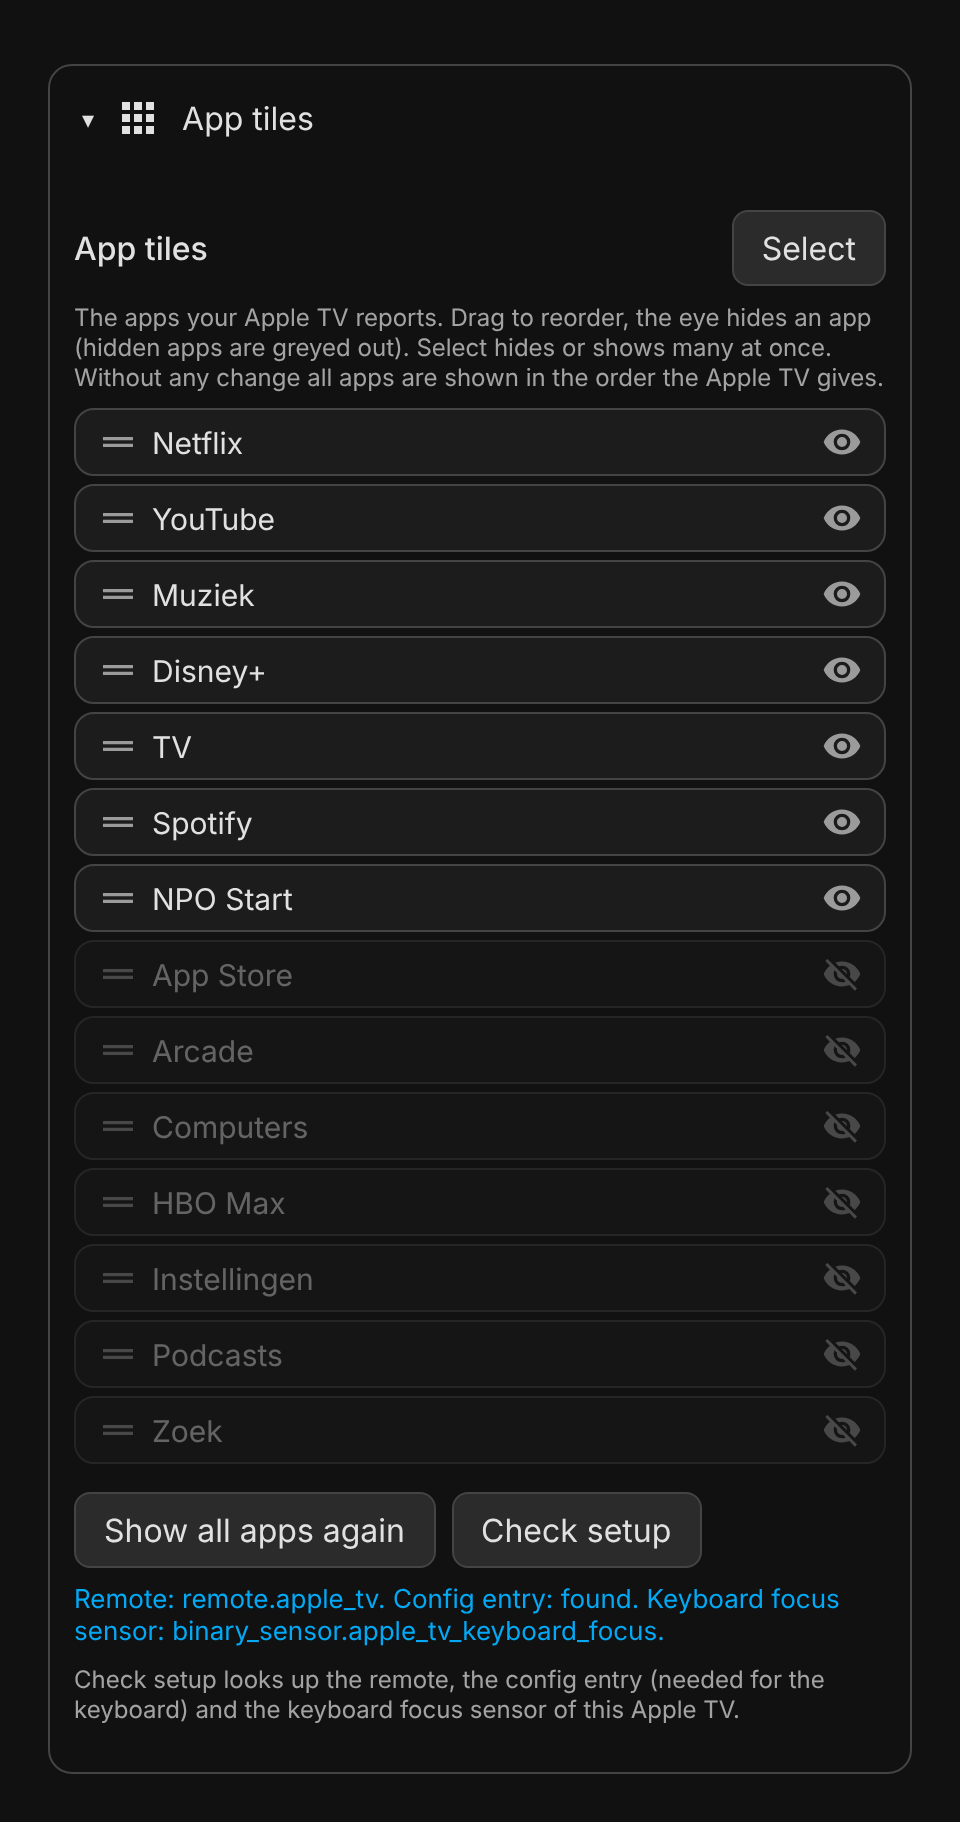 App tiles
App tiles
Select
The apps your Apple TV reports. Drag to reorder, the eye hides an app
(hidden apps are greyed out). Select hides or shows many at once.
Without any change all apps are shown in the order the Apple TV gives.
Netflix
YouTube
Muziek
Disney+
TV
Spotify
NPO Start
App Store
Arcade
Computers
HBO Max
Instellingen
Podcasts
Zoek
Show all apps again
Check setup
Remote: remote.apple_tv. Config entry: found. Keyboard focus
sensor: binary_sensor.apple_tv_keyboard_focus.
Check setup looks up the remote, the config entry (needed for the
keyboard) and the keyboard focus sensor of this Apple TV.